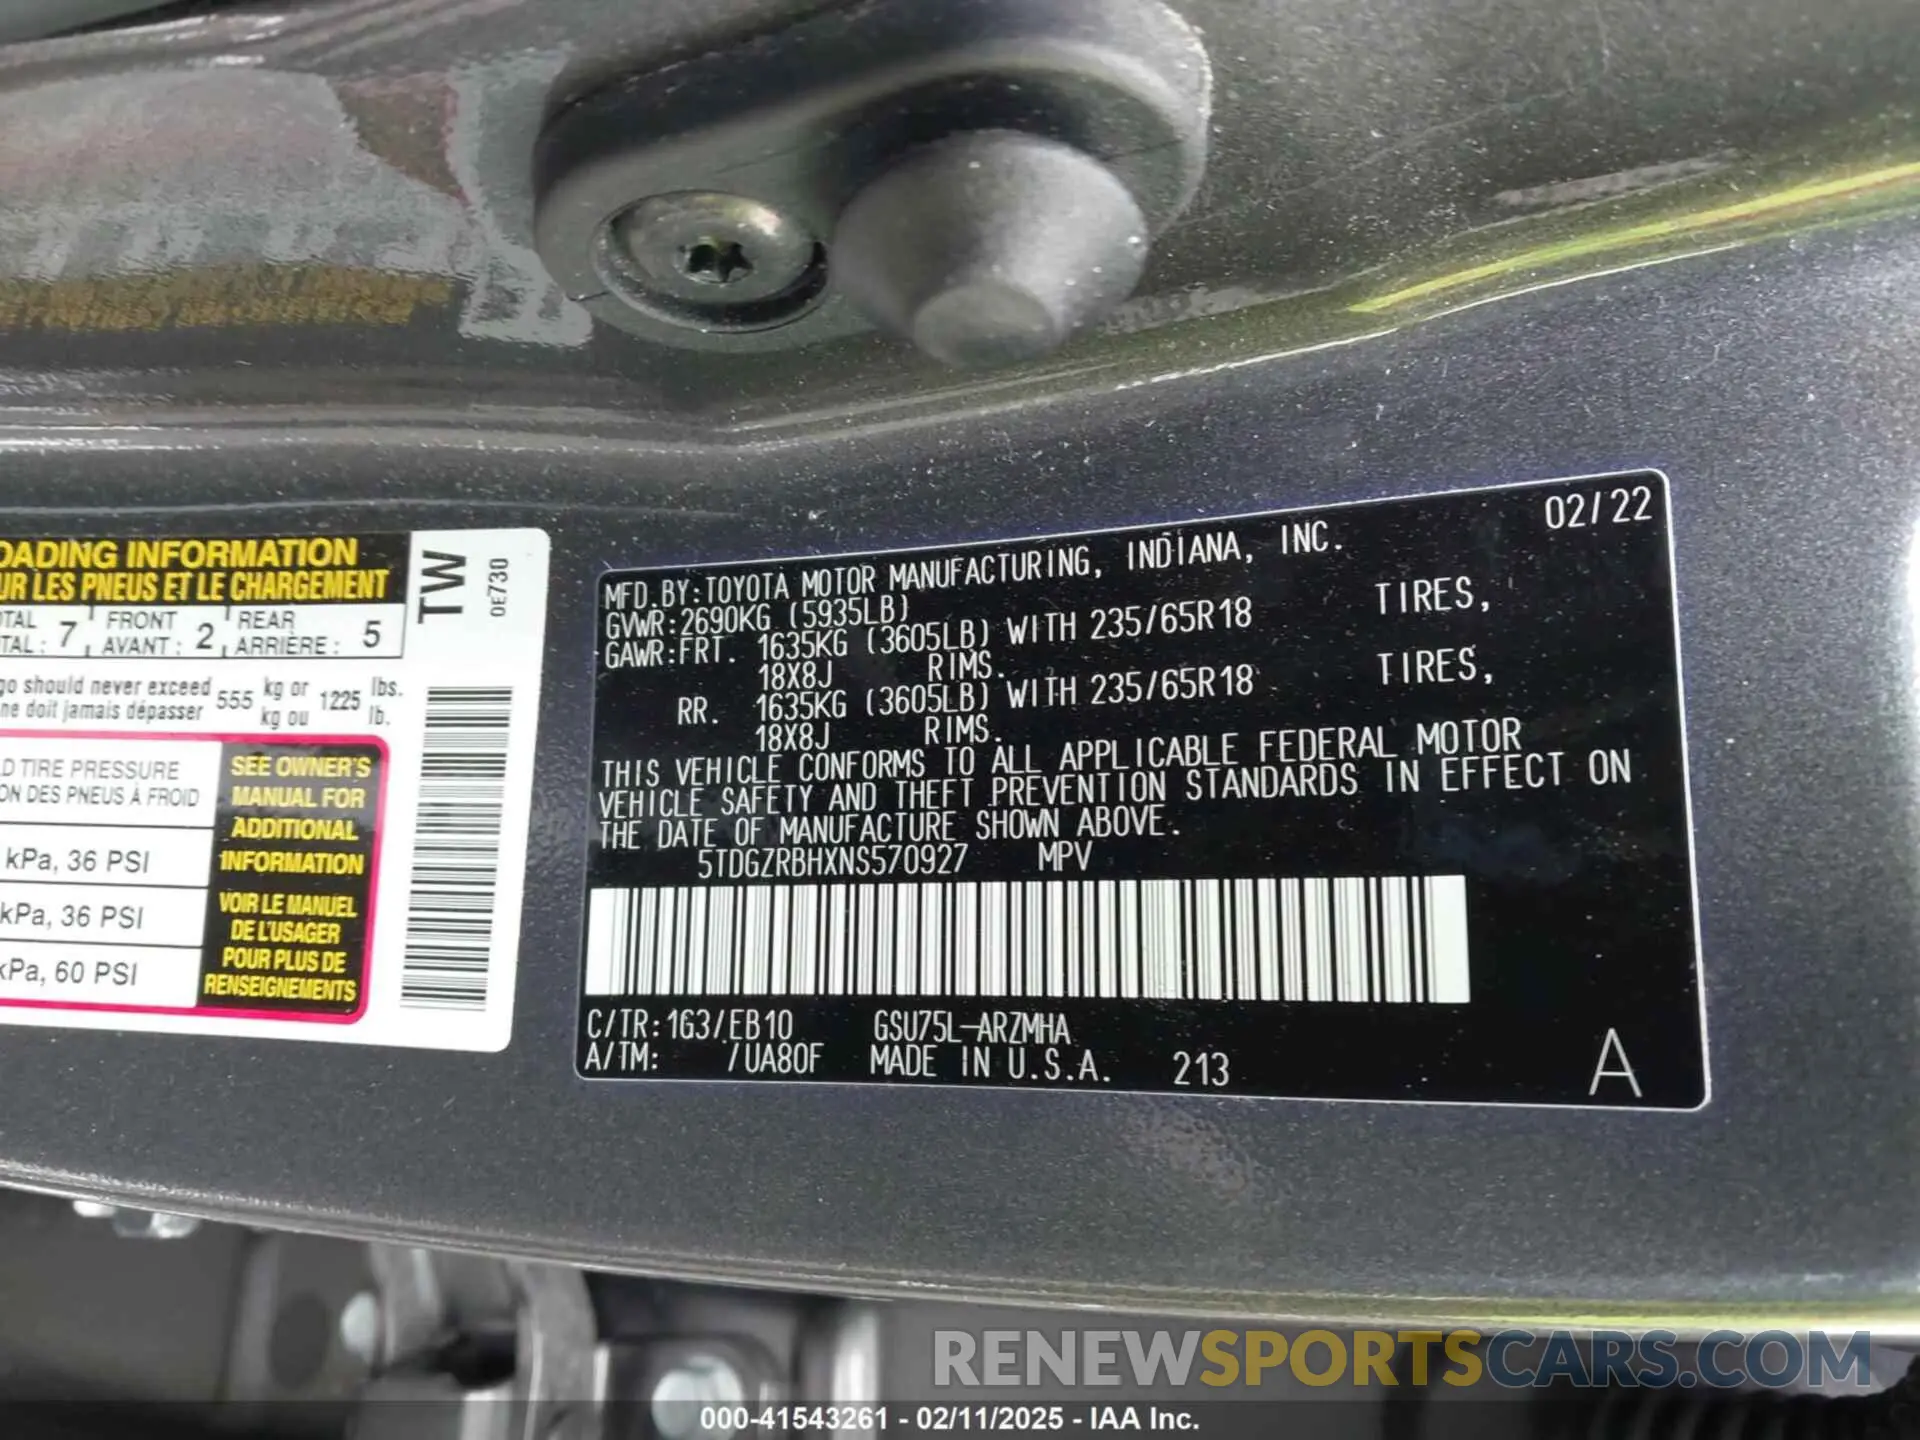 OADING INFORMATION
UR LES PNEUS ET LE CHARGEMENT
TAL 7 FRONT 2 REAR 5
TAL : AVANT : ARRIÈRE :
go should never exceed 555 kg or 1225 lbs.
ne doit jamais dépasser kg ou lb.
D TIRE PRESSURE
ON DES PNEUS À FROID
kPa, 36 PSI
kPa, 36 PSI
kPa, 60 PSI
SEE OWNER'S
MANUAL FOR
ADDITIONAL
INFORMATION
VOIR LE MANUEL
DE L'USAGER
POUR PLUS DE
RENSEIGNEMENTS
TW
0E730
02/22
MFD.BY:TOYOTA MOTOR MANUFACTURING, INDIANA, INC.
GVWR:2690KG (5935LB)
GAWR:FRT. 1635KG (3605LB) WITH 235/65R18 TIRES,
18X8J RIMS.
RR. 1635KG (3605LB) WITH 235/65R18 TIRES,
18X8J RIMS.
THIS VEHICLE CONFORMS TO ALL APPLICABLE FEDERAL MOTOR
VEHICLE SAFETY AND THEFT PREVENTION STANDARDS IN EFFECT ON
THE DATE OF MANUFACTURE SHOWN ABOVE.
5TDGZRBHXNS570927 MPV
C/TR:1G3/EB10 GSU75L-ARZMHA
A/TM: /UA80F MADE IN U.S.A. 213
A
RENEWSPORTSCARS.COM
000-41543261 - 02/11/2025 - IAA Inc.